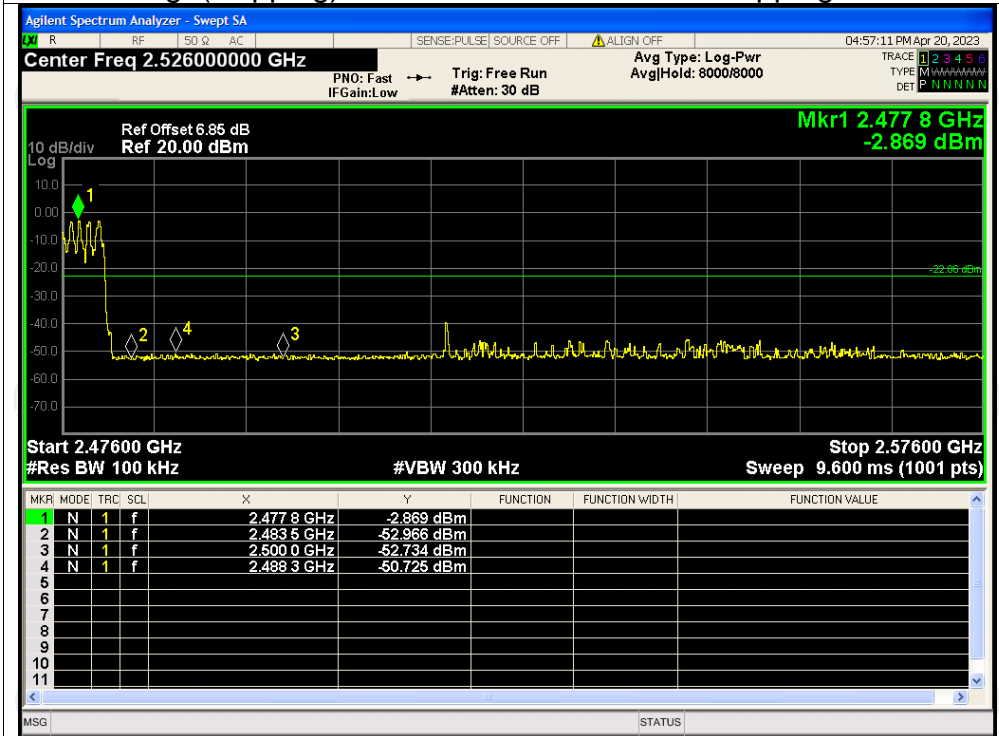 Agilent Spectrum Analyzer - Swept SA
LXI R RF 50 Ω AC SENSE:PULSE SOURCE OFF ALIGN OFF 04:57:11 PM Apr 20, 2023
Center Freq 2.526000000 GHz
PNO: Fast
IFGain:Low
Trig: Free Run
#Atten: 30 dB
Avg Type: Log-Pwr
Avg|Hold: 8000/8000
TRACE 1 2 3 4 5 6
TYPE M
DET P N N N N N
Mkr1 2.477 8 GHz
-2.869 dBm
Ref Offset 6.85 dB
10 dB/div Ref 20.00 dBm
Log
10.0
0.00
-10.0
-20.0
-30.0
-40.0
-50.0
-60.0
-70.0
1
2
4
3
Start 2.47600 GHz Stop 2.57600 GHz
#Res BW 100 kHz #VBW 300 kHz Sweep 9.600 ms (1001 pts)
MKR MODE TRC SCL X Y FUNCTION FUNCTION WIDTH FUNCTION VALUE
1 N 1 f 2.477 8 GHz -2.869 dBm
2 N 1 f 2.483 5 GHz -52.966 dBm
3 N 1 f 2.500 0 GHz -52.734 dBm
4 N 1 f 2.488 3 GHz -50.725 dBm
5
6
7
8
9
10
11
MSG STATUS